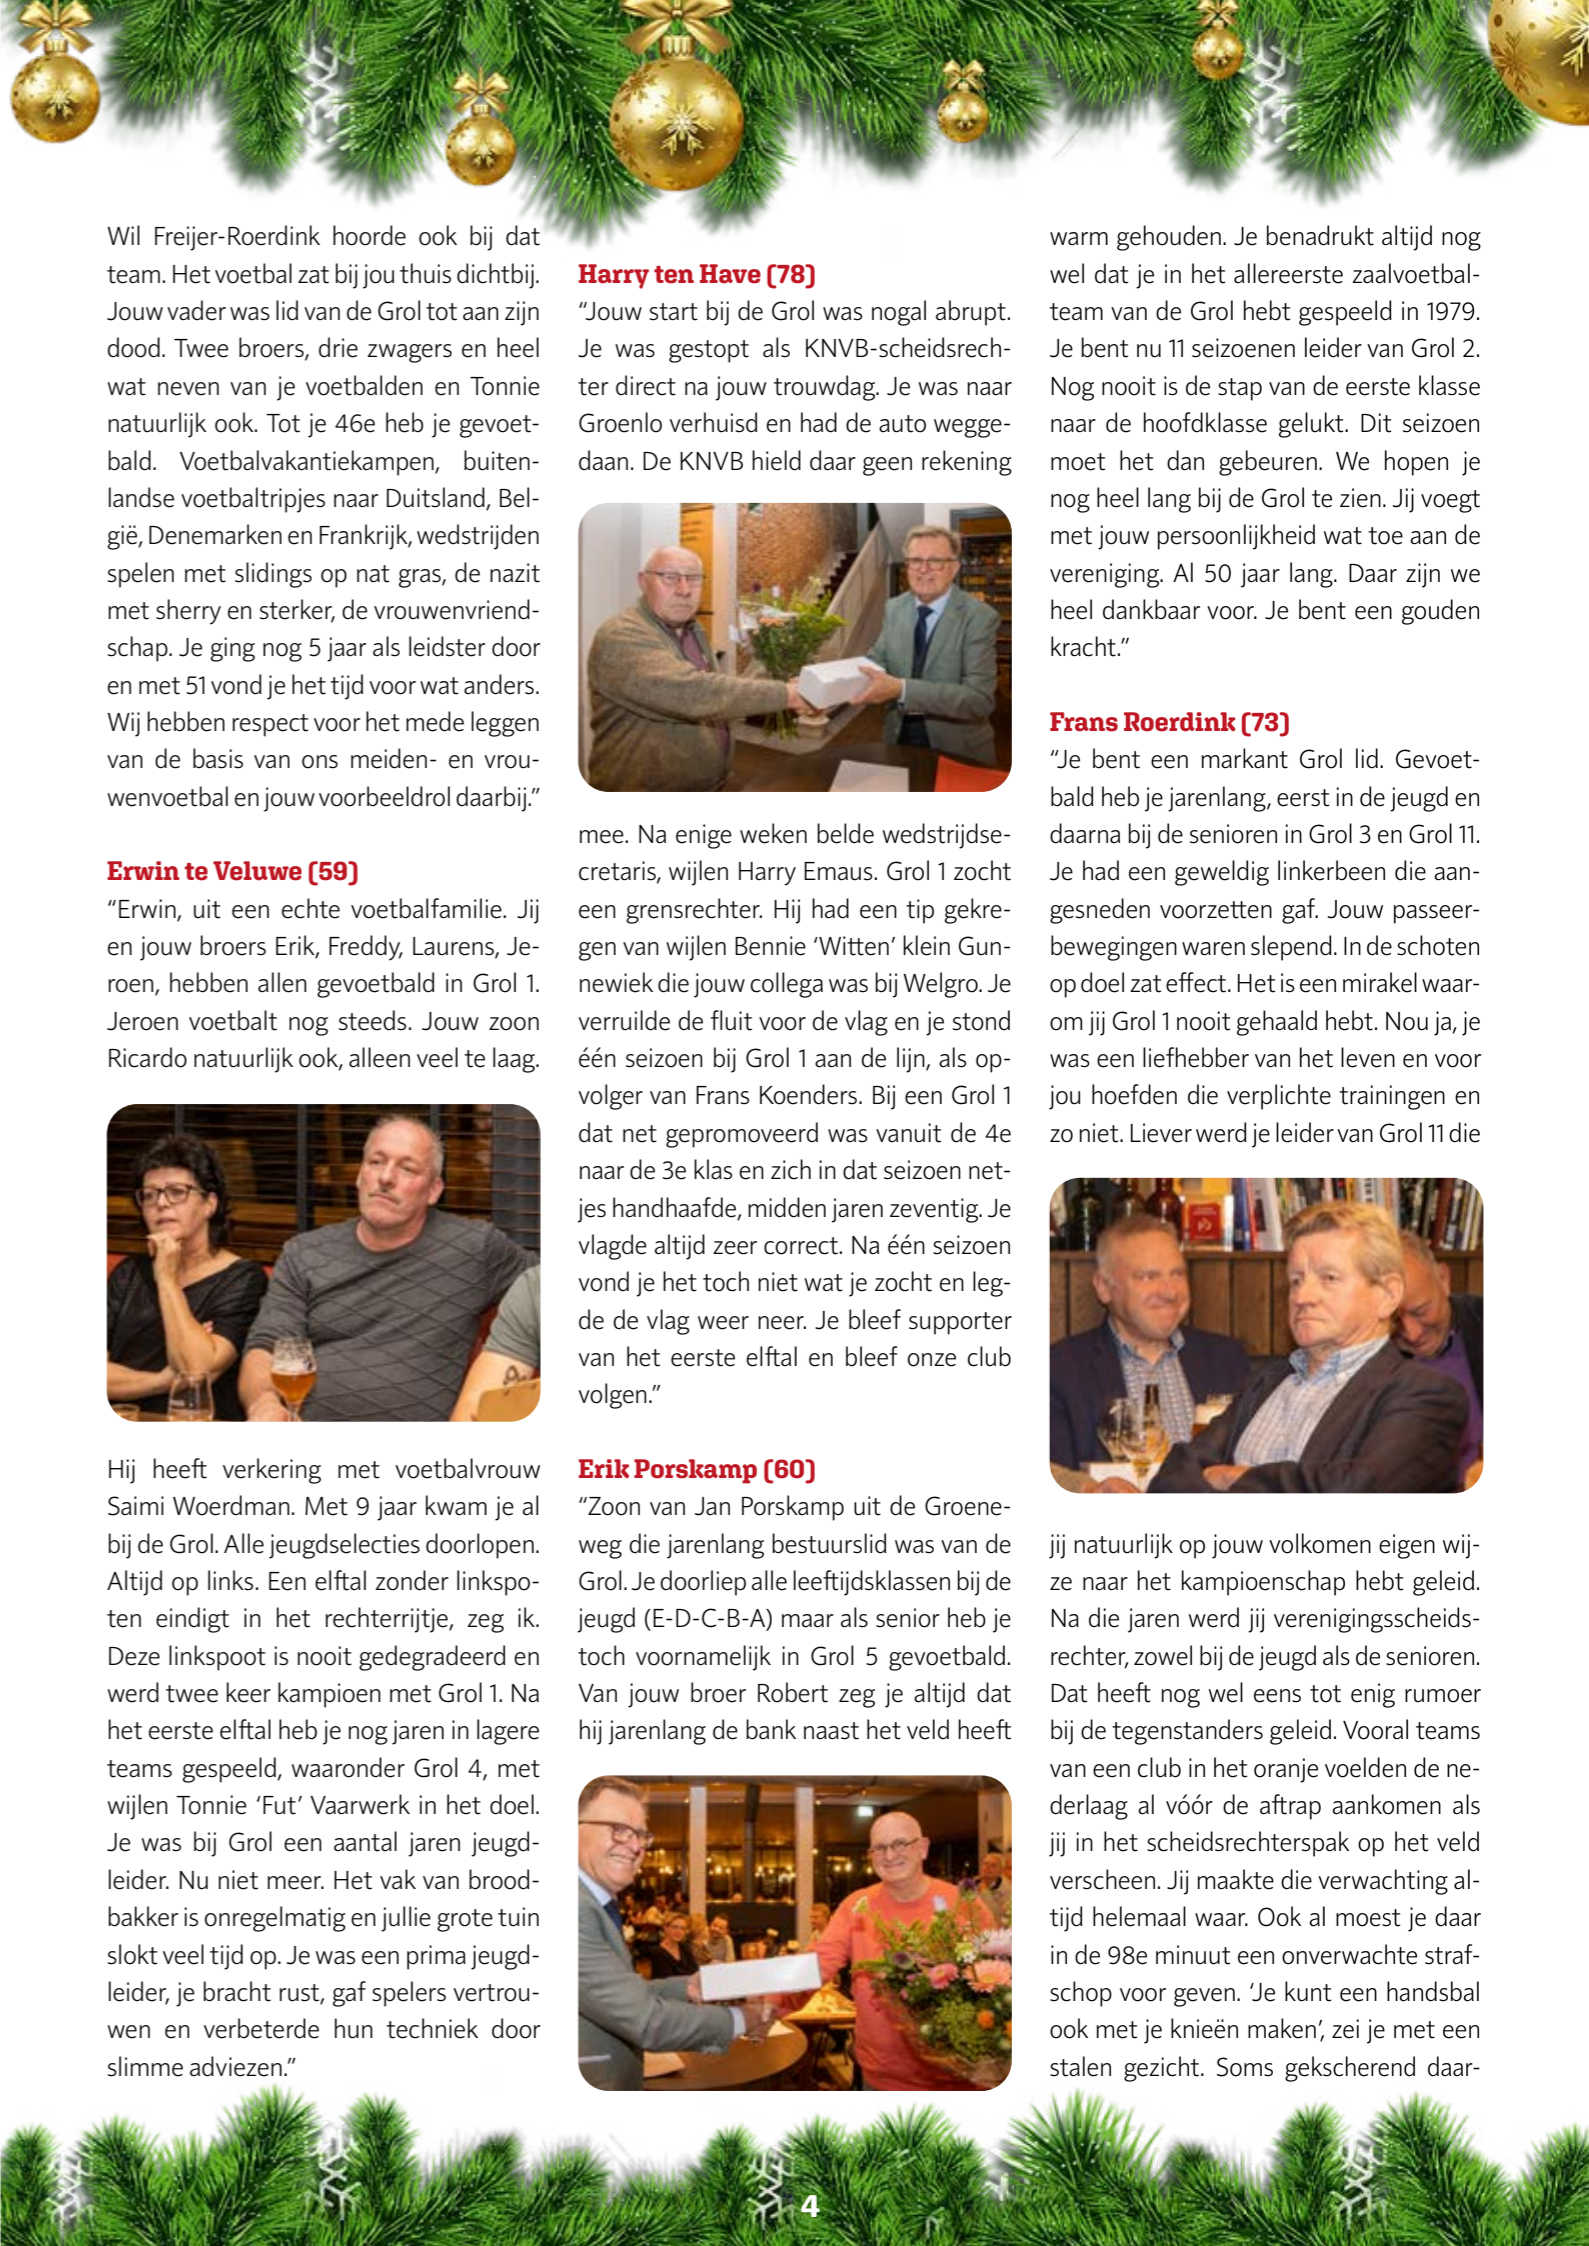 Wil Freijer-Roerdink hoorde ook bij dat
team. Het voetbal zat bij jou thuis dichtbij.
Jouw vader was lid van de Grol tot aan zijn
dood. Twee broers, drie zwagers en heel
wat neven van je voetbalden en Tonnie
natuurlijk ook. Tot je 46e heb je gevoet-
bald. Voetbalvakantiekampen, buiten-
landse voetbaltripjes naar Duitsland, Bel-
gië, Denemarken en Frankrijk, wedstrijden
spelen met slidings op nat gras, de nazit
met sherry en sterker, de vrouwenvriend-
schap. Je ging nog 5 jaar als leidster door
en met 51 vond je het tijd voor wat anders.
Wij hebben respect voor het mede leggen
van de basis van ons meiden- en vrou-
wenvoetbal en jouw voorbeeldrol daarbij.”
Erwin te Veluwe (59)
“Erwin, uit een echte voetbalfamilie. Jij
en jouw broers Erik, Freddy, Laurens, Je-
roen, hebben allen gevoetbald in Grol 1.
Jeroen voetbalt nog steeds. Jouw zoon
Ricardo natuurlijk ook, alleen veel te laag.
Hij heeft verkering met voetbalvrouw
Saimi Woerdman. Met 9 jaar kwam je al
bij de Grol. Alle jeugdselecties doorlopen.
Altijd op links. Een elftal zonder linkspo-
ten eindigt in het rechterrijtje, zeg ik.
Deze linkspoot is nooit gedegradeerd en
werd twee keer kampioen met Grol 1. Na
het eerste elftal heb je nog jaren in lagere
teams gespeeld, waaronder Grol 4, met
wijlen Tonnie ‘Fut’ Vaarwerk in het doel.
Je was bij Grol een aantal jaren jeugd-
leider. Nu niet meer. Het vak van brood-
bakker is onregelmatig en jullie grote tuin
slokt veel tijd op. Je was een prima jeugd-
leider, je bracht rust, gaf spelers vertrou-
wen en verbeterde hun techniek door
slimme adviezen.”
Harry ten Have (78)
“Jouw start bij de Grol was nogal abrupt.
Je was gestopt als KNVB-scheidsrech-
ter direct na jouw trouwdag. Je was naar
Groenlo verhuisd en had de auto wegge-
daan. De KNVB hield daar geen rekening
mee. Na enige weken belde wedstrijdse-
cretaris, wijlen Harry Emaus. Grol 1 zocht
een grensrechter. Hij had een tip gekre-
gen van wijlen Bennie ‘Witten’ klein Gun-
newiek die jouw collega was bij Welgro. Je
verruilde de fluit voor de vlag en je stond
één seizoen bij Grol 1 aan de lijn, als op-
volger van Frans Koenders. Bij een Grol 1
dat net gepromoveerd was vanuit de 4e
naar de 3e klas en zich in dat seizoen net-
jes handhaafde, midden jaren zeventig. Je
vlagde altijd zeer correct. Na één seizoen
vond je het toch niet wat je zocht en leg-
de de vlag weer neer. Je bleef supporter
van het eerste elftal en bleef onze club
volgen.”
Erik Porskamp (60)
“Zoon van Jan Porskamp uit de Groene-
weg die jarenlang bestuurslid was van de
Grol. Je doorliep alle leeftijdsklassen bij de
jeugd (E-D-C-B-A) maar als senior heb je
toch voornamelijk in Grol 5 gevoetbald.
Van jouw broer Robert zeg je altijd dat
hij jarenlang de bank naast het veld heeft
warm gehouden. Je benadrukt altijd nog
wel dat je in het allereerste zaalvoetbal-
team van de Grol hebt gespeeld in 1979.
Je bent nu 11 seizoenen leider van Grol 2.
Nog nooit is de stap van de eerste klasse
naar de hoofdklasse gelukt. Dit seizoen
moet het dan gebeuren. We hopen je
nog heel lang bij de Grol te zien. Jij voegt
met jouw persoonlijkheid wat toe aan de
vereniging. Al 50 jaar lang. Daar zijn we
heel dankbaar voor. Je bent een gouden
kracht.”
Frans Roerdink (73)
“Je bent een markant Grol lid. Gevoet-
bald heb je jarenlang, eerst in de jeugd en
daarna bij de senioren in Grol 3 en Grol 11.
Je had een geweldig linkerbeen die aan-
gesneden voorzetten gaf. Jouw passeer-
bewegingen waren slepend. In de schoten
op doel zat effect. Het is een mirakel waar-
om jij Grol 1 nooit gehaald hebt. Nou ja, je
was een liefhebber van het leven en voor
jou hoefden die verplichte trainingen en
zo niet. Liever werd je leider van Grol 11 die
jij natuurlijk op jouw volkomen eigen wij-
ze naar het kampioenschap hebt geleid.
Na die jaren werd jij verenigingsscheids-
rechter, zowel bij de jeugd als de senioren.
Dat heeft nog wel eens tot enig rumoer
bij de tegenstanders geleid. Vooral teams
van een club in het oranje voelden de ne-
derlaag al vóór de aftrap aankomen als
jij in het scheidsrechterspak op het veld
verscheen. Jij maakte die verwachting al-
tijd helemaal waar. Ook al moest je daar
in de 98e minuut een onverwachte straf-
schop voor geven. ‘Je kunt een handsbal
ook met je knieën maken’, zei je met een
stalen gezicht. Soms gekscherend daar-
4